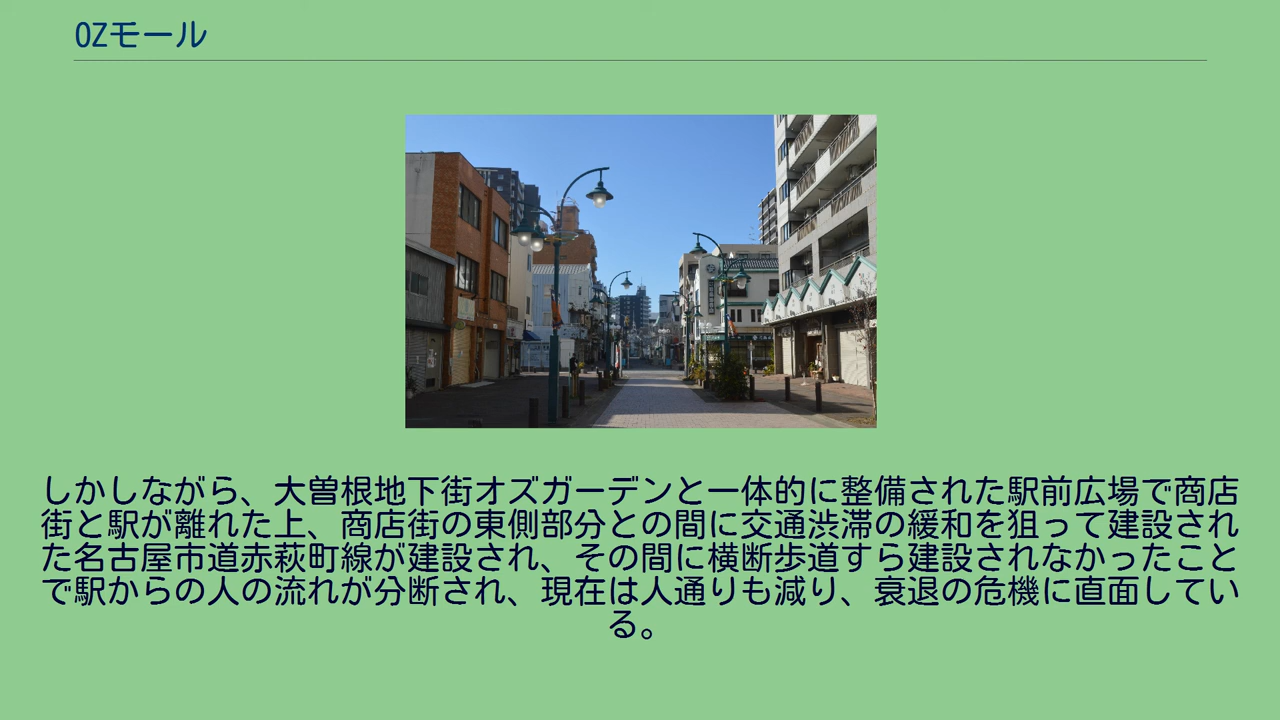 OZモール
しかしながら、大曽根地下街オズガーデンと一体的に整備された駅前広場で商店
街と駅が離れた上、商店街の東側部分との間に交通渋滞の緩和を狙って建設され
た名古屋市道赤萩町線が建設され、その間に横断歩道すら建設されなかったこと
で駅からの人の流れが分断され、現在は人通りも減り、衰退の危機に直面してい
る。